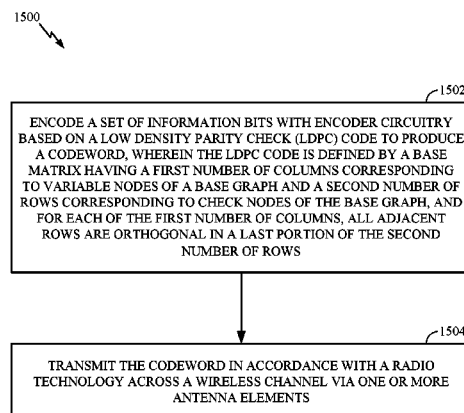 1500
1502
ENCODE A SET OF INFORMATION BITS WITH ENCODER CIRCUITRY
BASED ON A LOW DENSITY PARITY CHECK (LDPC) CODE TO PRODUCE
A CODEWORD, WHEREIN THE LDPC CODE IS DEFINED BY A BASE
MATRIX HAVING A FIRST NUMBER OF COLUMNS CORRESPONDING
TO VARIABLE NODES OF A BASE GRAPH AND A SECOND NUMBER OF
ROWS CORRESPONDING TO CHECK NODES OF THE BASE GRAPH, AND
FOR EACH OF THE FIRST NUMBER OF COLUMNS, ALL ADJACENT
ROWS ARE ORTHOGONAL IN A LAST PORTION OF THE SECOND
NUMBER OF ROWS
1504
TRANSMIT THE CODEWORD IN ACCORDANCE WITH A RADIO
TECHNOLOGY ACROSS A WIRELESS CHANNEL VIA ONE OR MORE
ANTENNA ELEMENTS